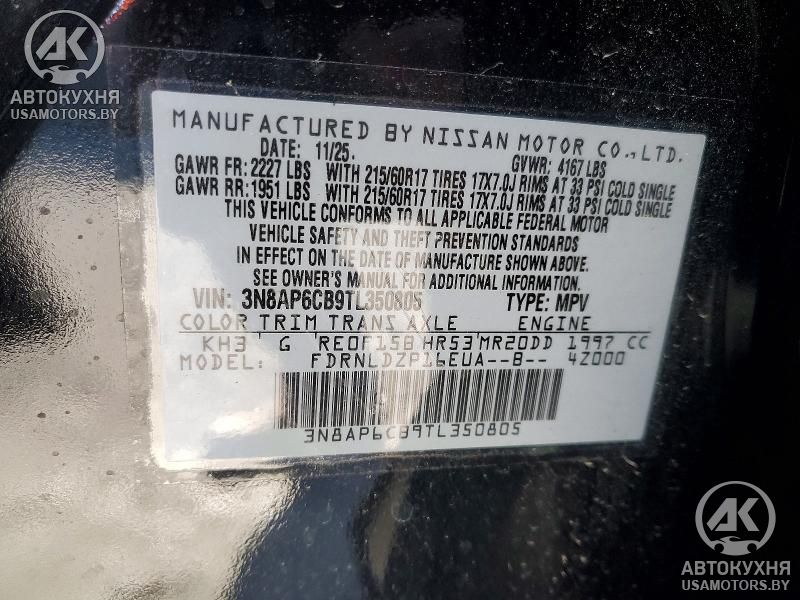 АК
АВТОКУХНЯ
USAMOTORS.BY
MANUFACTURED BY NISSAN MOTOR CO., LTD.
DATE: 11/25. GVWR: 4167 LBS
GAWR FR: 2227 LBS WITH 215/60R17 TIRES 17X7.0J RIMS AT 33 PSI COLD SINGLE
GAWR RR: 1951 LBS WITH 215/60R17 TIRES 17X7.0J RIMS AT 33 PSI COLD SINGLE
THIS VEHICLE CONFORMS TO ALL APPLICABLE FEDERAL MOTOR
VEHICLE SAFETY AND THEFT PREVENTION STANDARDS
IN EFFECT ON THE DATE OF MANUFACTURE SHOWN ABOVE.
SEE OWNER'S MANUAL FOR ADDITIONAL INFORMATION
VIN: 3N8AP6CB9TL350805 TYPE: MPV
COLOR TRIM TRANS AXLE ENGINE
KH3 G RE0F15B HR53 MR20DD 1997 CC
MODEL: FDRNLDZP16EUA--B-- 4Z000
3N8AP6CB9TL350805
АК
АВТОКУХНЯ
USAMOTORS.BY